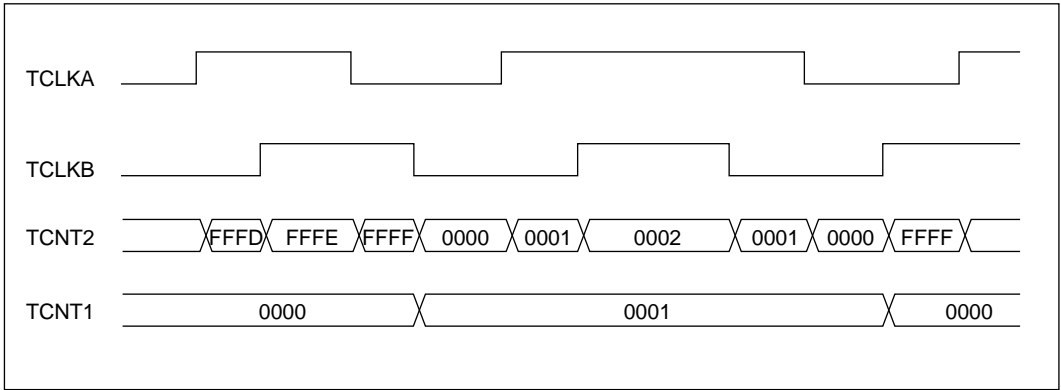 TCLKA
TCLKB
TCNT2 FFFD FFFE FFFF 0000 0001 0002 0001 0000 FFFF
TCNT1 0000 0001 0000